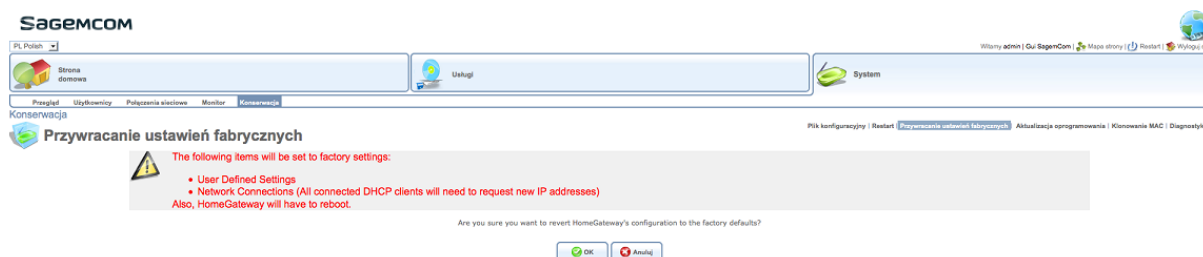 Sagemcom
PL Polish
Witamy admin | Gui SagemCom | Mapa strony | Restart | Wyloguj
Strona domowa
Usługi
System
Przegląd Użytkownicy Połączenia sieciowe Monitor Konserwacja
Konserwacja
Plik konfiguracyjny | Restart | Przywracanie ustawień fabrycznych | Aktualizacja oprogramowania | Klonowanie MAC | Diagnostyk
Przywracanie ustawień fabrycznych
The following items will be set to factory settings:
User Defined Settings
Network Connections (All connected DHCP clients will need to request new IP addresses)
Also, HomeGateway will have to reboot.
Are you sure you want to revert HomeGateway's configuration to the factory defaults?
OK Anuluj